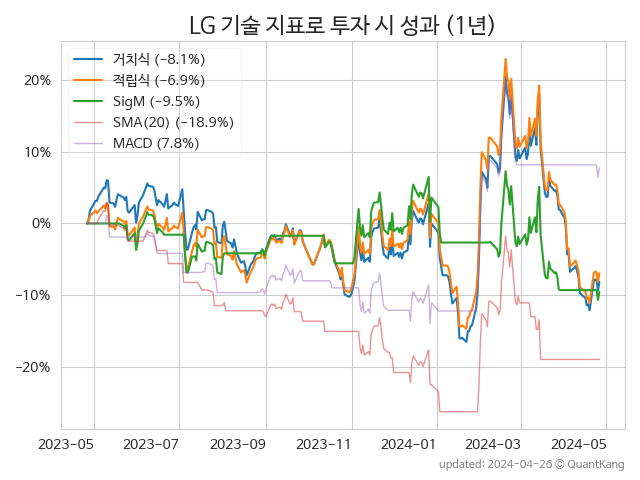 LG 기술 지표로 투자 시 성과 (1년)
거치식 (−8.1%)
적립식 (−6.9%)
SigM (−9.5%)
SMA(20) (−18.9%)
MACD (7.8%)
20%
10%
0%
−10%
−20%
2023-05 2023-07 2023-09 2023-11 2024-01 2024-03 2024-05
updated: 2024-04-26 © QuantKang